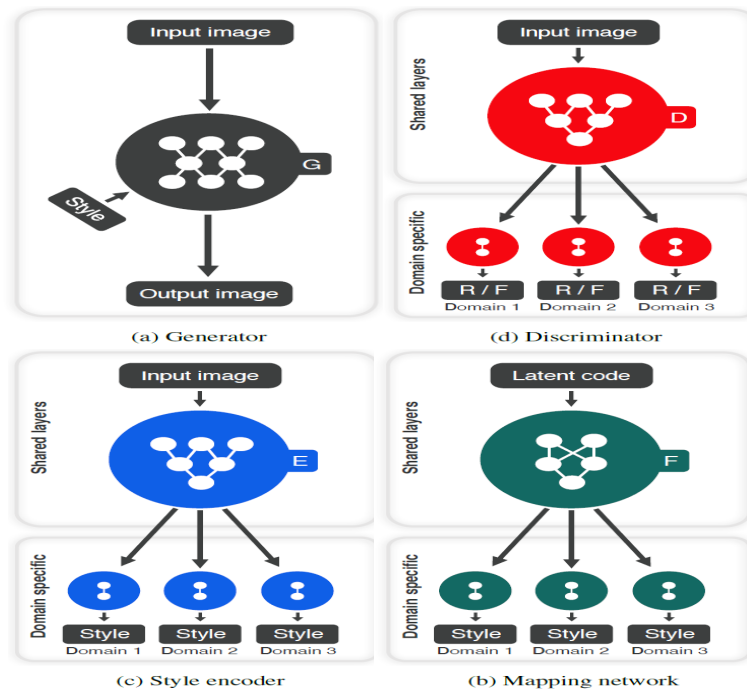 Input image
G
Style
Output image
(a) Generator
Input image
Shared layers
D
Domain specific
R / F R / F R / F
Domain 1 Domain 2 Domain 3
(d) Discriminator
Input image
Shared layers
E
Domain specific
Style Style Style
Domain 1 Domain 2 Domain 3
(c) Style encoder
Latent code
Shared layers
F
Domain specific
Style Style Style
Domain 1 Domain 2 Domain 3
(b) Mapping network